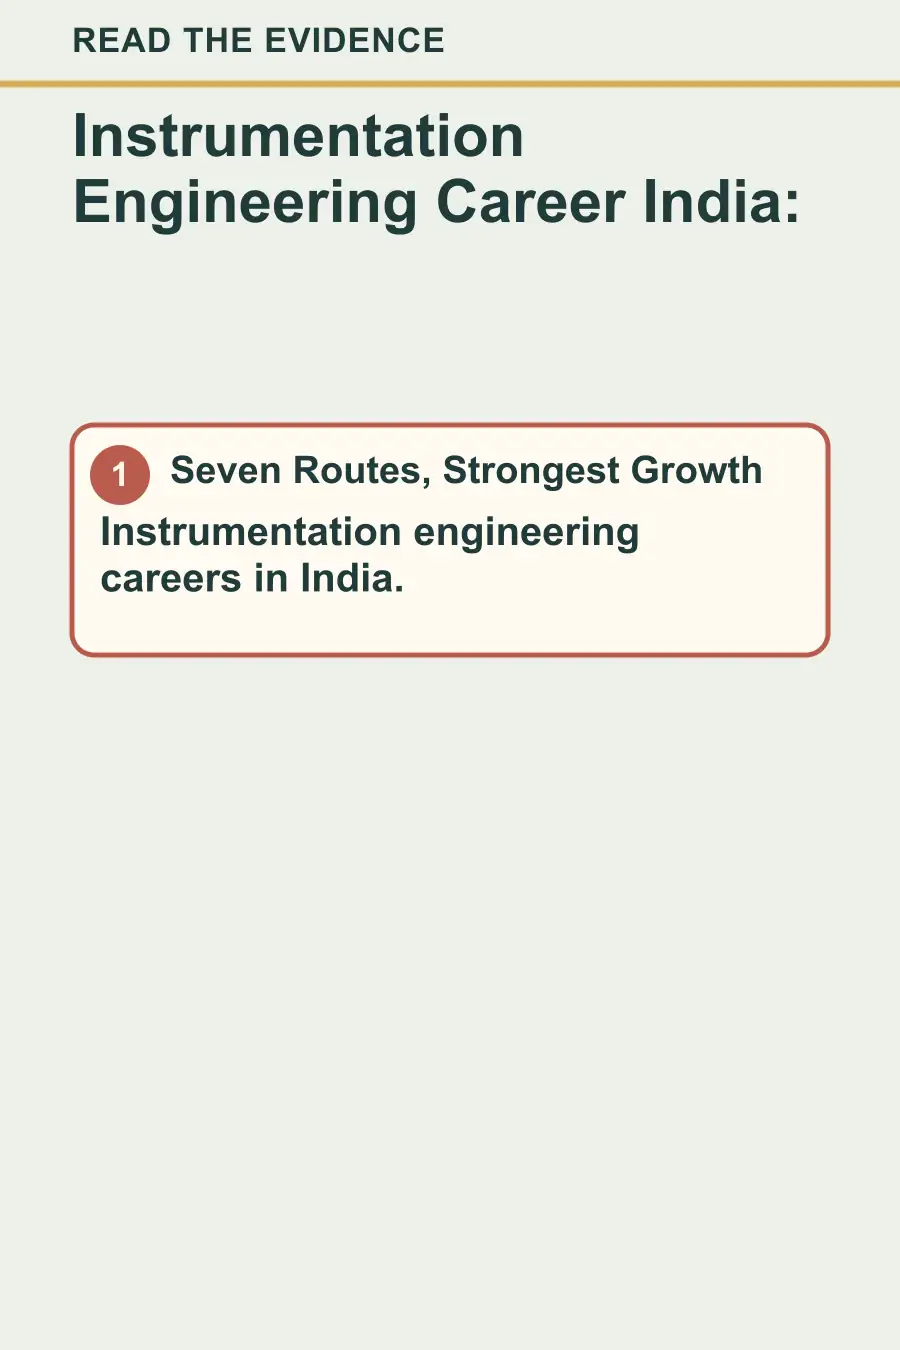 READ THE EVIDENCE
Instrumentation
Engineering Career India:
1 Seven Routes, Strongest Growth
Instrumentation engineering
careers in India.